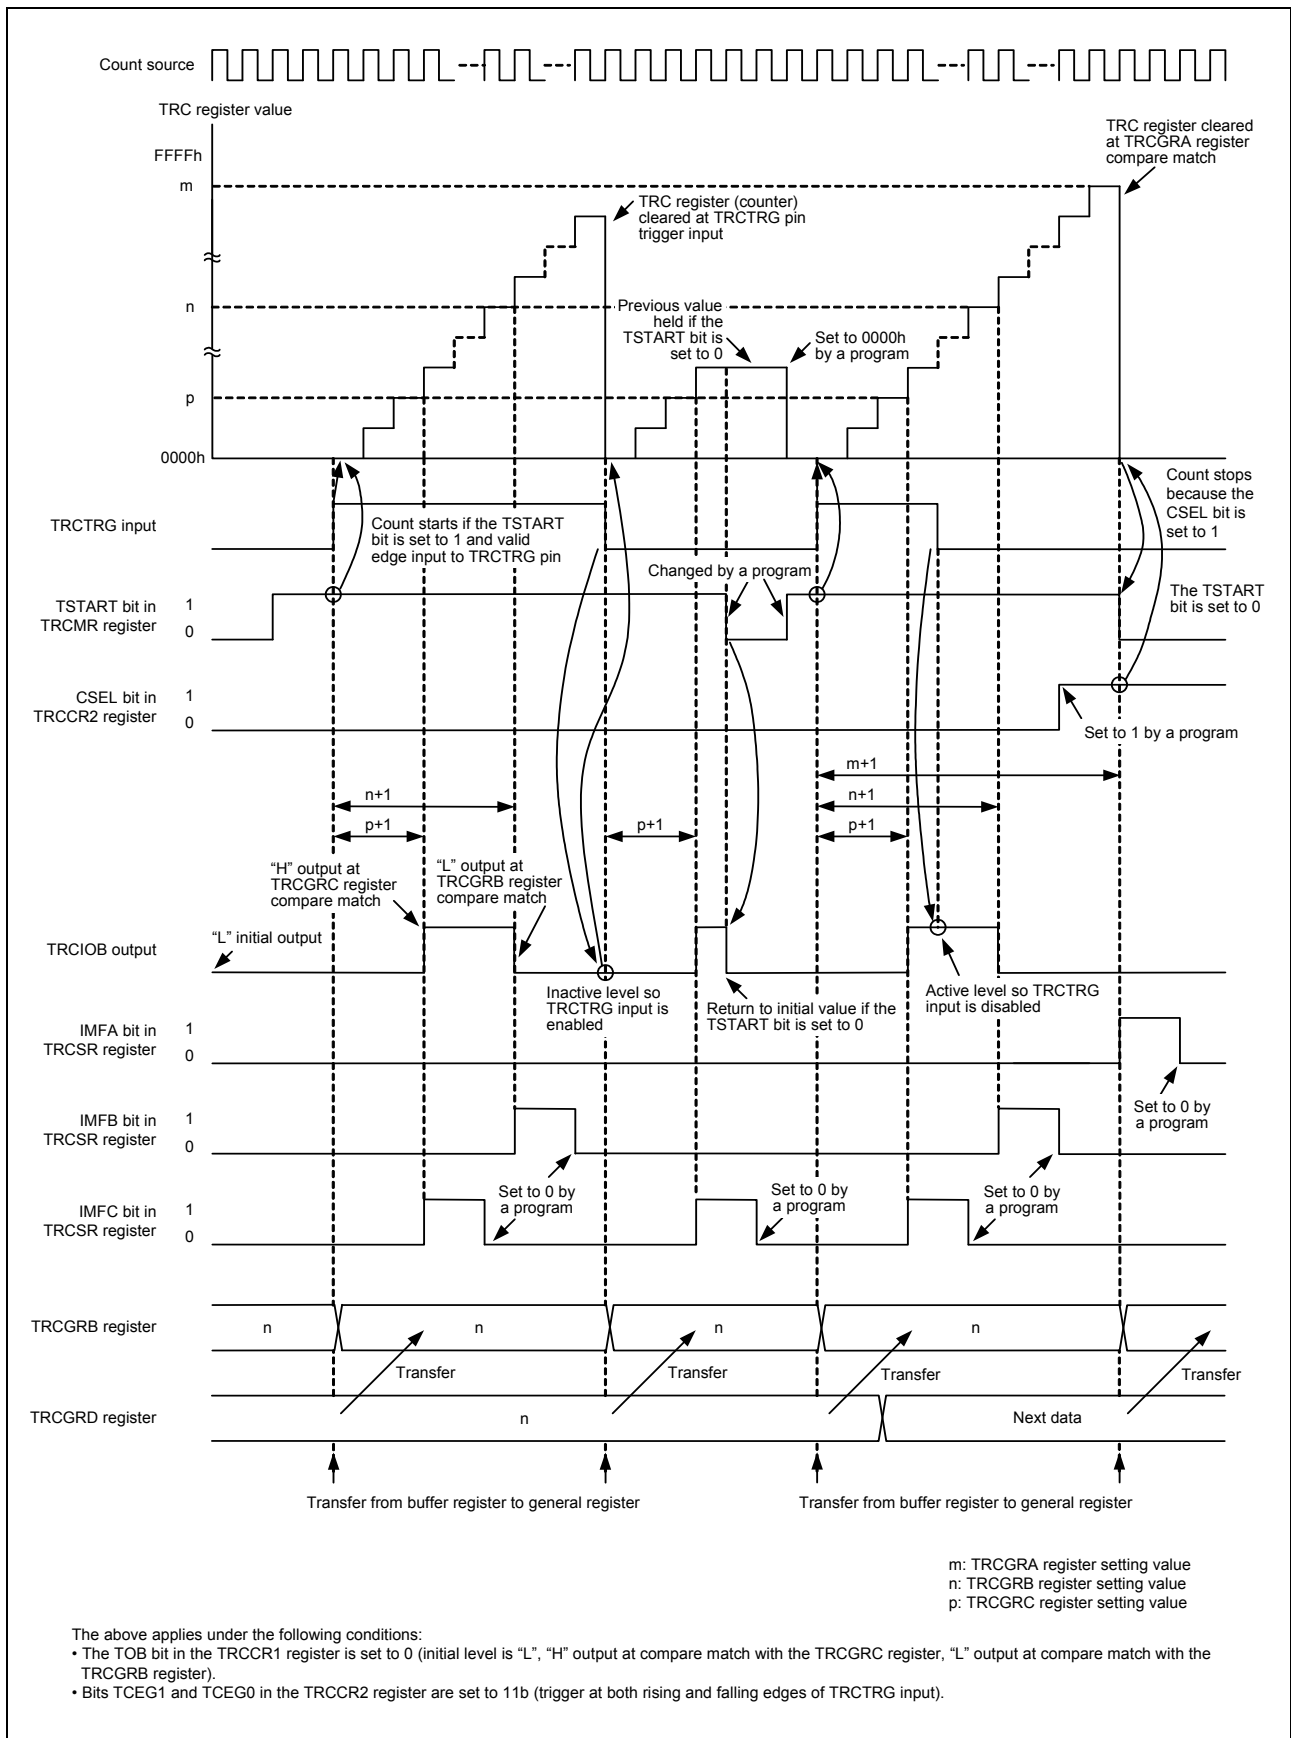 Count source
TRC register value
FFFFh
m
n
p
0000h
TRC register cleared
at TRCGRA register
compare match
TRC register (counter)
cleared at TRCTRG pin
trigger input
Previous value
held if the
TSTART bit is
set to 0
Set to 0000h
by a program
TRCTRG input
Count starts if the TSTART
bit is set to 1 and valid
edge input to TRCTRG pin
Count stops
because the
CSEL bit is
set to 1
Changed by a program
TSTART bit in
TRCMR register
1
0
The TSTART
bit is set to 0
CSEL bit in
TRCCR2 register
1
0
Set to 1 by a program
m+1
n+1
n+1
p+1
p+1
p+1
“H” output at
TRCGRC register
compare match
“L” output at
TRCGRB register
compare match
TRCIOB output
“L” initial output
Inactive level so
TRCTRG input is
enabled
Return to initial value if the
TSTART bit is set to 0
Active level so TRCTRG
input is disabled
IMFA bit in
TRCSR register
1
0
Set to 0 by
a program
IMFB bit in
TRCSR register
1
0
Set to 0 by
a program
Set to 0 by
a program
Set to 0 by
a program
IMFC bit in
TRCSR register
1
0
TRCGRB register
n
n
n
n
Transfer
Transfer
Transfer
Transfer
TRCGRD register
n
Next data
Transfer from buffer register to general register
Transfer from buffer register to general register
m: TRCGRA register setting value
n: TRCGRB register setting value
p: TRCGRC register setting value
The above applies under the following conditions:
• The TOB bit in the TRCCR1 register is set to 0 (initial level is “L”, “H” output at compare match with the TRCGRC register, “L” output at compare match with the
TRCGRB register).
• Bits TCEG1 and TCEG0 in the TRCCR2 register are set to 11b (trigger at both rising and falling edges of TRCTRG input).